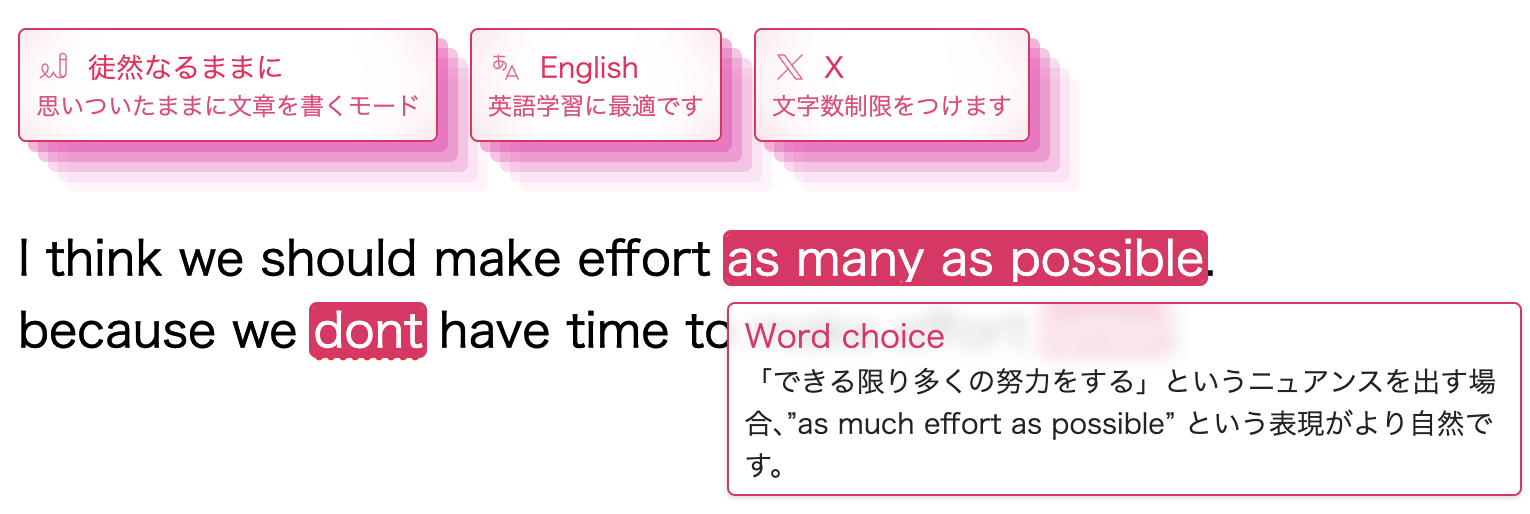 徒然なるままに
思いついたままに文章を書くモード
English
英語学習に最適です
X
文字数制限をつけます
I think we should make effort as many as possible.
because we dont have time to
Word choice
「できる限り多くの努力をする」というニュアンスを出す場
合、”as much effort as possible” という表現がより自然で
す。